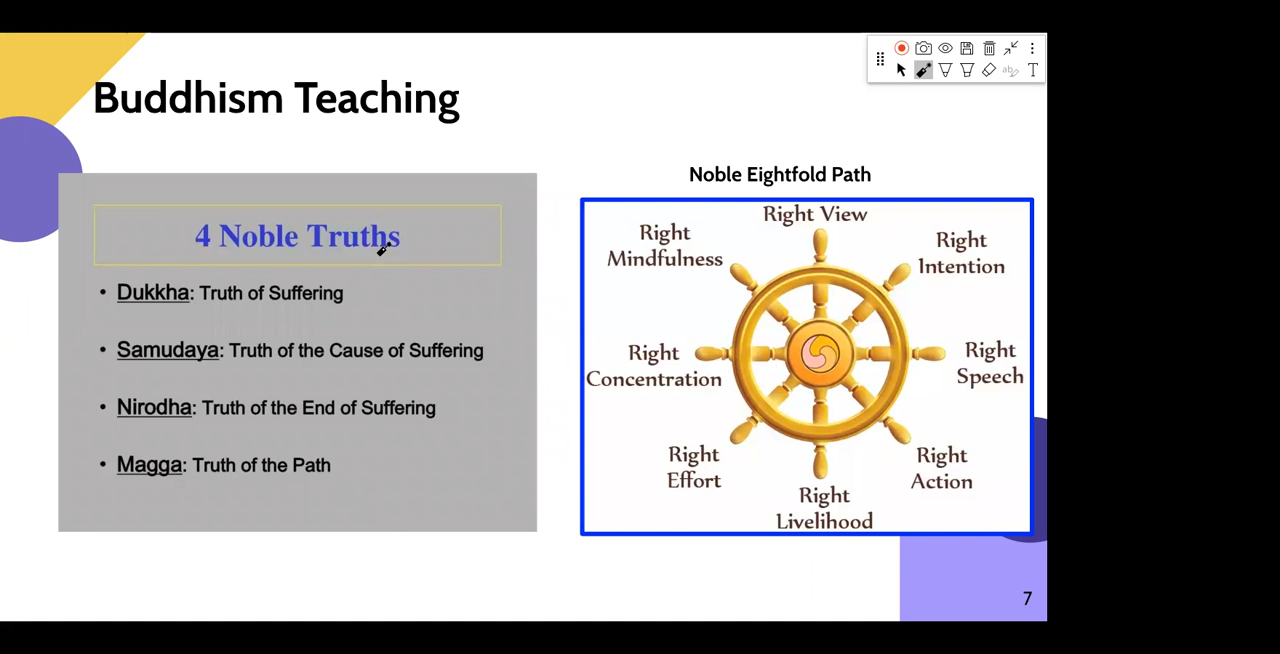 Buddhism Teaching
4 Noble Truths
• Dukkha: Truth of Suffering
• Samudaya: Truth of the Cause of Suffering
• Nirodha: Truth of the End of Suffering
• Magga: Truth of the Path
Noble Eightfold Path
Right View
Right
Intention
Right
Speech
Right
Action
Right
Livelihood
Right
Effort
Right
Concentration
Right
Mindfulness
7
ab
T